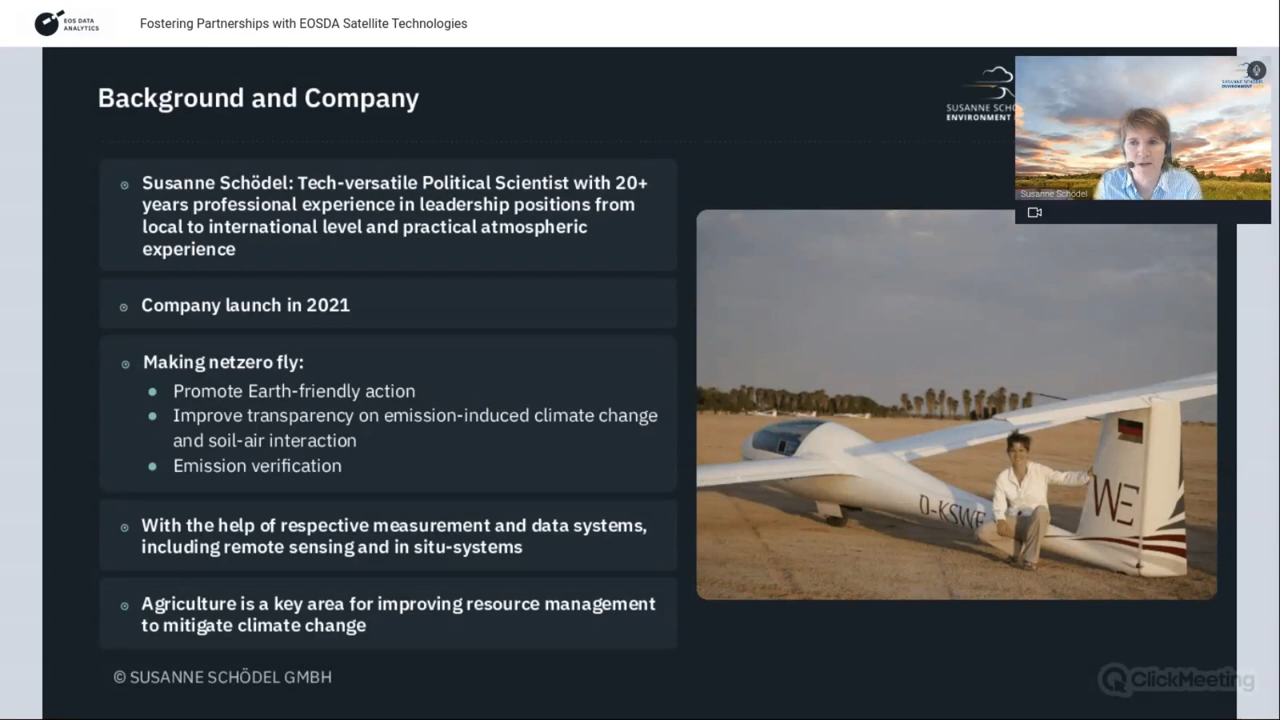 EOS DATA
ANALYTICS
Fostering Partnerships with EOSDA Satellite Technologies
Background and Company
SUSANNE SCHÖ
ENVIRONMENT
Susanne Schödel
Susanne Schödel: Tech-versatile Political Scientist with 20+
years professional experience in leadership positions from
local to international level and practical atmospheric
experience
Company launch in 2021
Making netzero fly:
Promote Earth-friendly action
Improve transparency on emission-induced climate change
and soil-air interaction
Emission verification
With the help of respective measurement and data systems,
including remote sensing and in situ-systems
Agriculture is a key area for improving resource management
to mitigate climate change
D-KSWE
WE
© SUSANNE SCHÖDEL GMBH
ClickMeeting